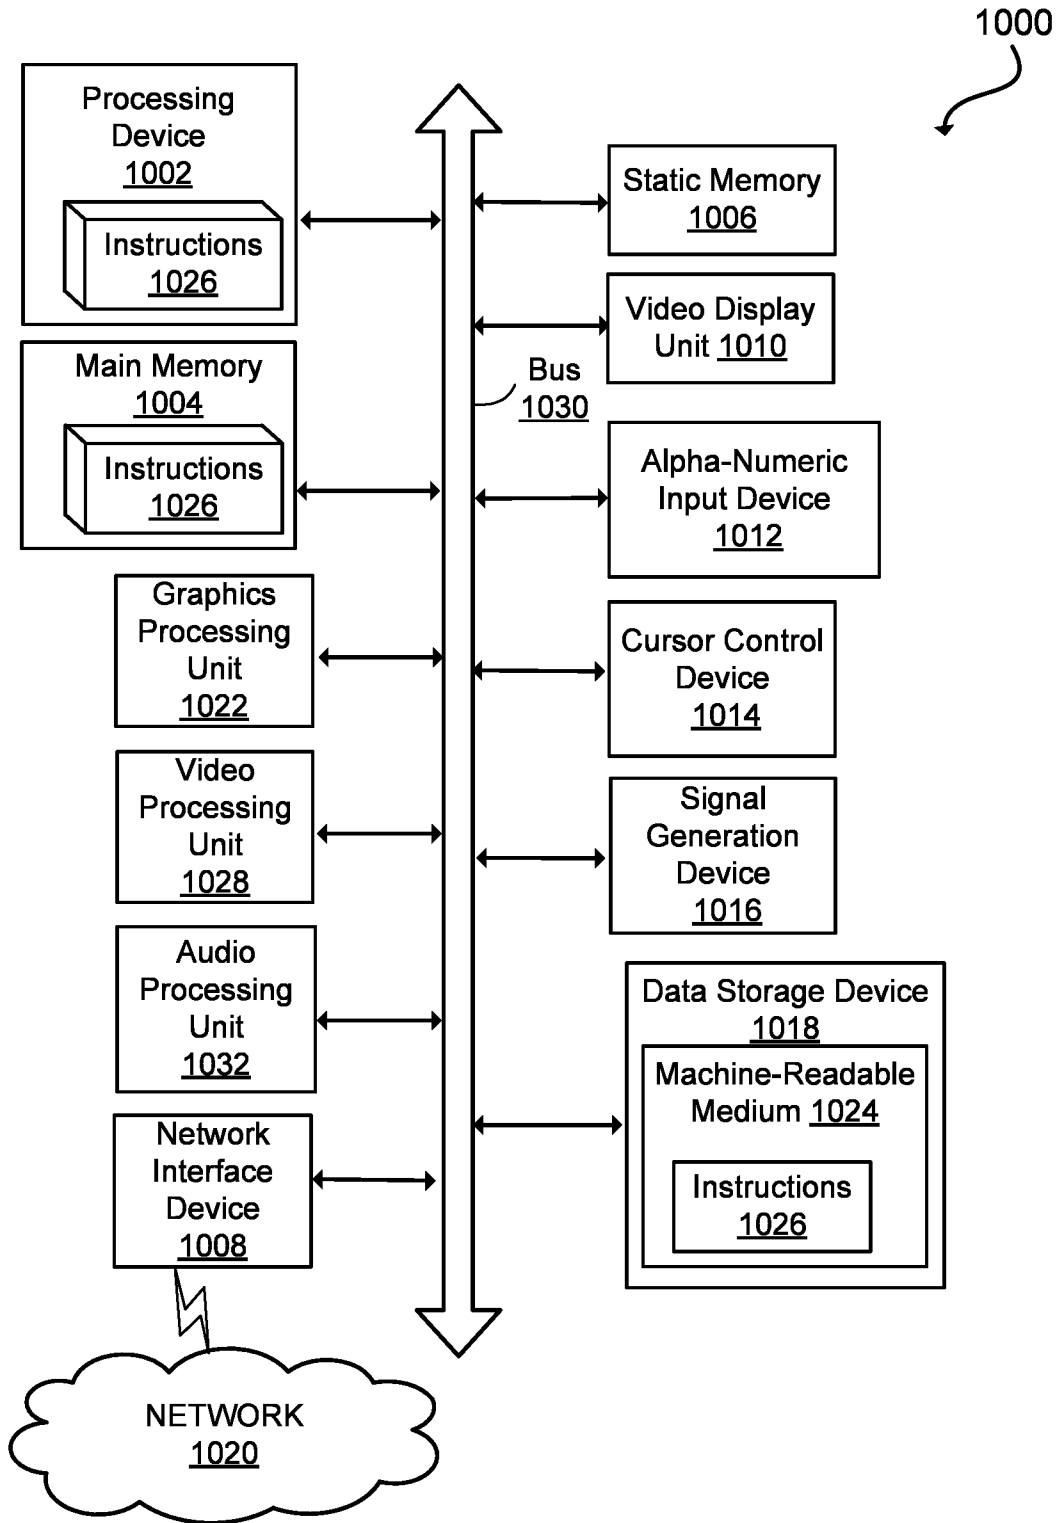 1000
Processing
Device
1002
Instructions
1026
Main Memory
1004
Instructions
1026
Graphics
Processing
Unit
1022
Video
Processing
Unit
1028
Audio
Processing
Unit
1032
Network
Interface
Device
1008
NETWORK
1020
Bus
1030
Static Memory
1006
Video Display
Unit 1010
Alpha-Numeric
Input Device
1012
Cursor Control
Device
1014
Signal
Generation
Device
1016
Data Storage Device
1018
Machine-Readable
Medium 1024
Instructions
1026